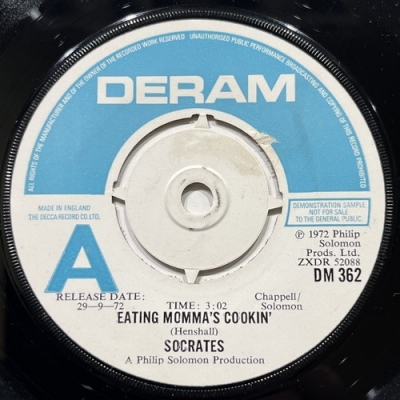 ALL RIGHTS OF THE MANUFACTURER AND OF THE OWNER OF THE RECORDED WORK RESERVED UNAUTHORISED PUBLIC PERFORMANCE BROADCASTING AND COPYING OF THIS RECORD PROHIBITED
DERAM
MADE IN ENGLAND
THE DECCA RECORD CO. LTD.
DEMONSTRATION SAMPLE
NOT FOR SALE
TO THE GENERAL PUBLIC.
℗ 1972 Philip
Solomon
Prods. Ltd.
ZXDR 52088
A
DM 362
RELEASE DATE:
29-9-72
TIME: 3:02
Chappell/
Solomon
EATING MOMMA'S COOKIN'
(Henshall)
SOCRATES
A Philip Solomon Production